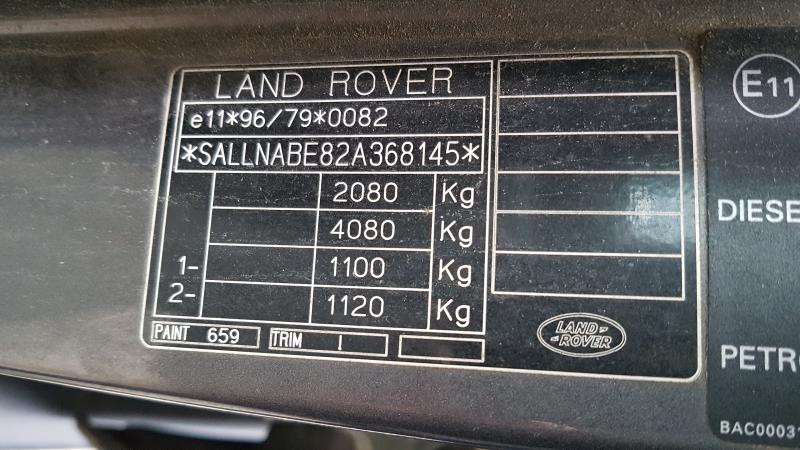 LAND ROVER
e11*96/79*0082
*SALLNABE82A368145*
2080 Kg
4080 Kg
1- 1100 Kg
2- 1120 Kg
PAINT 659 TRIM
LAND
ROVER
E11
DIESE
PETRO
BAC00031